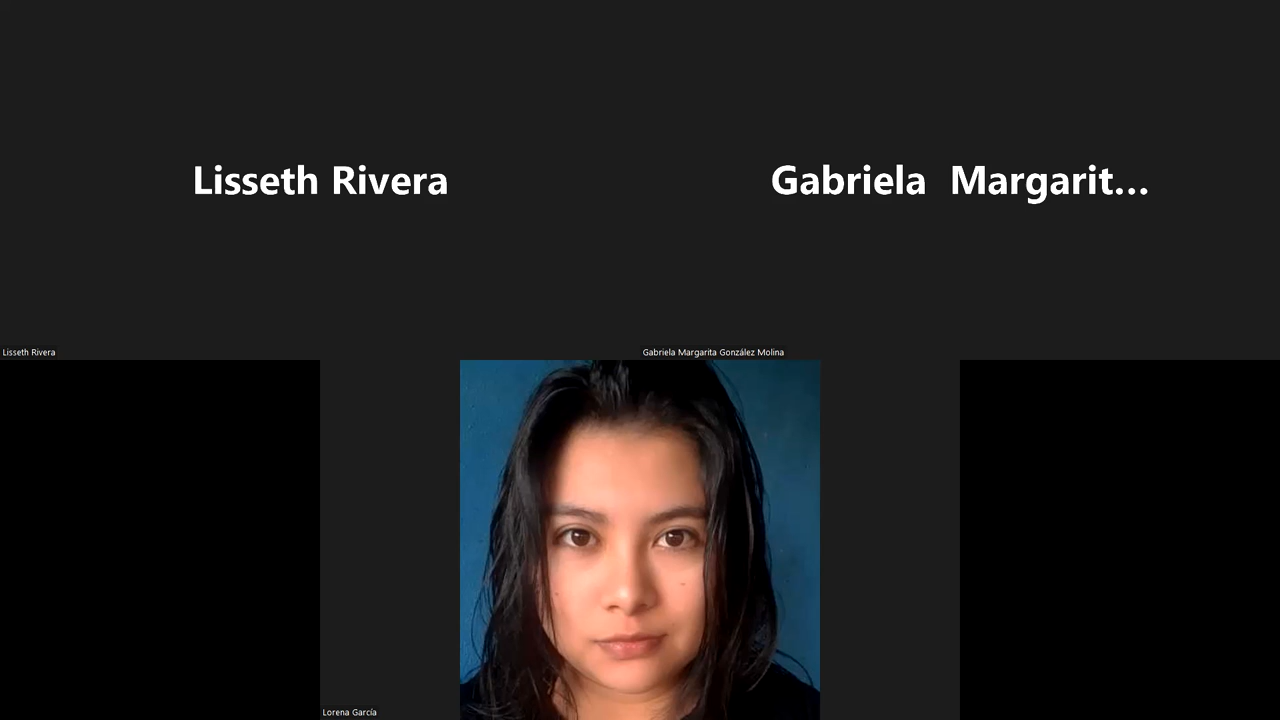 Lisseth Rivera
Gabriela  Margarit...
Lisseth Rivera
Gabriela Margarita González Molina
Lorena García